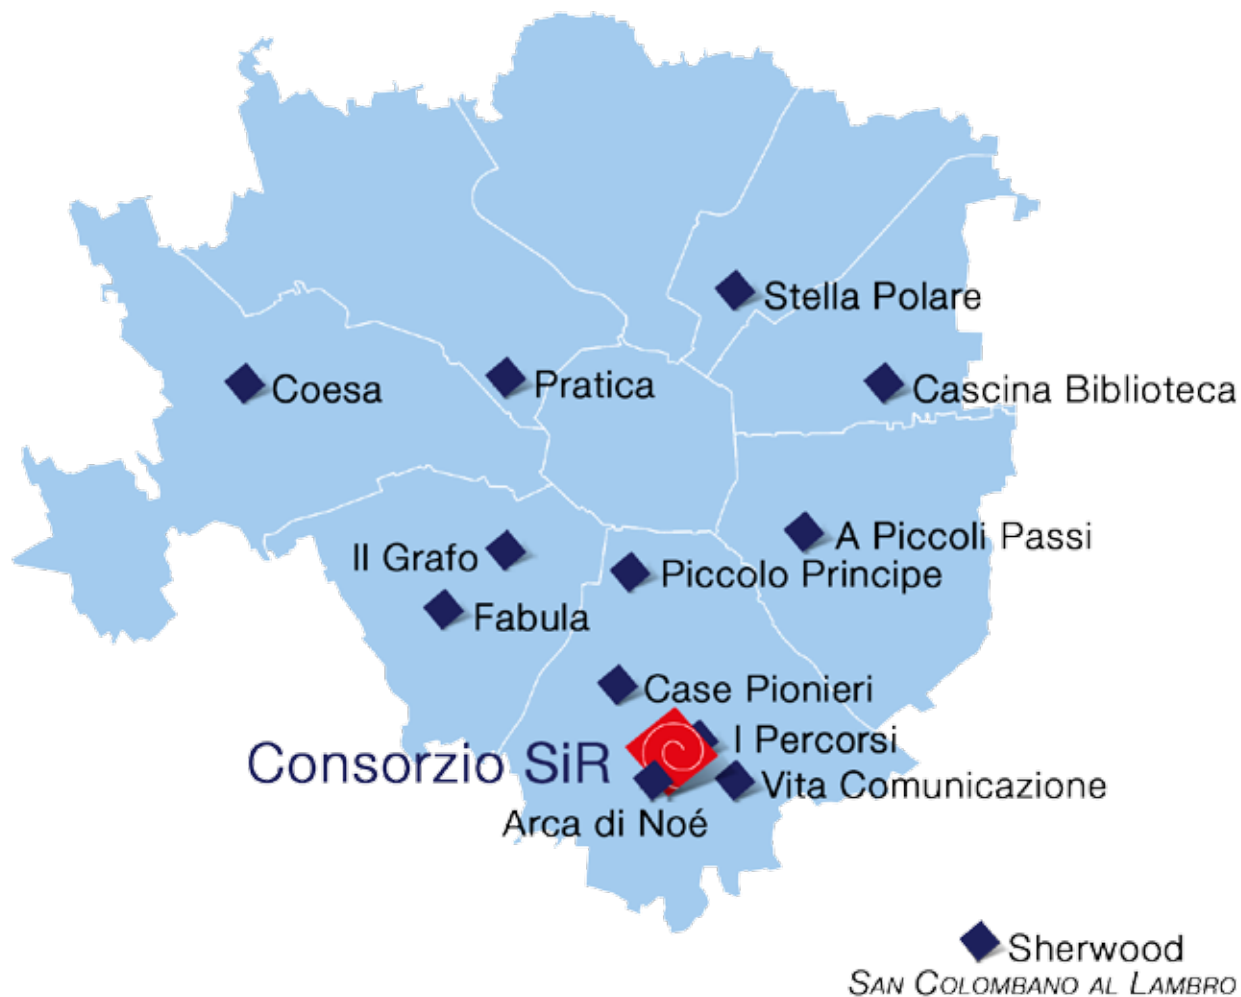 Stella Polare
Coesa
Pratica
Cascina Biblioteca
A Piccoli Passi
Il Grafo
Piccolo Principe
Fabula
Case Pionieri
I Percorsi
Consorzio SiR
Vita Comunicazione
Arca di Noé
Sherwood
San Colombano al Lambro